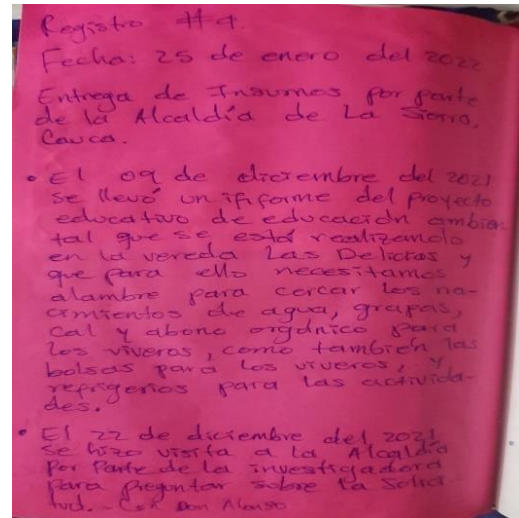 Registro #4.
Fecha: 25 de enero del 2022
Entrega de Insumos por parte
de la Alcaldía de La Sierra,
Cauca.
• El 09 de diciembre del 2021
se llevó un informe del proyecto
educativo de educación ambien-
tal que se está realizando
en la vereda Las Delicias y
que para ello necesitamos
alambre para cercar los na-
cimientos de agua, grapas,
cal y abono orgánico para
los viveros, como también las
bolsas para los viveros, y
refrigerios para las activida-
des.
• El 22 de diciembre del 2021
se hizo visita a la Alcaldía
Por Parte de la investigadora
para preguntar sobre la Solici-
tud. - Con Don Alonso